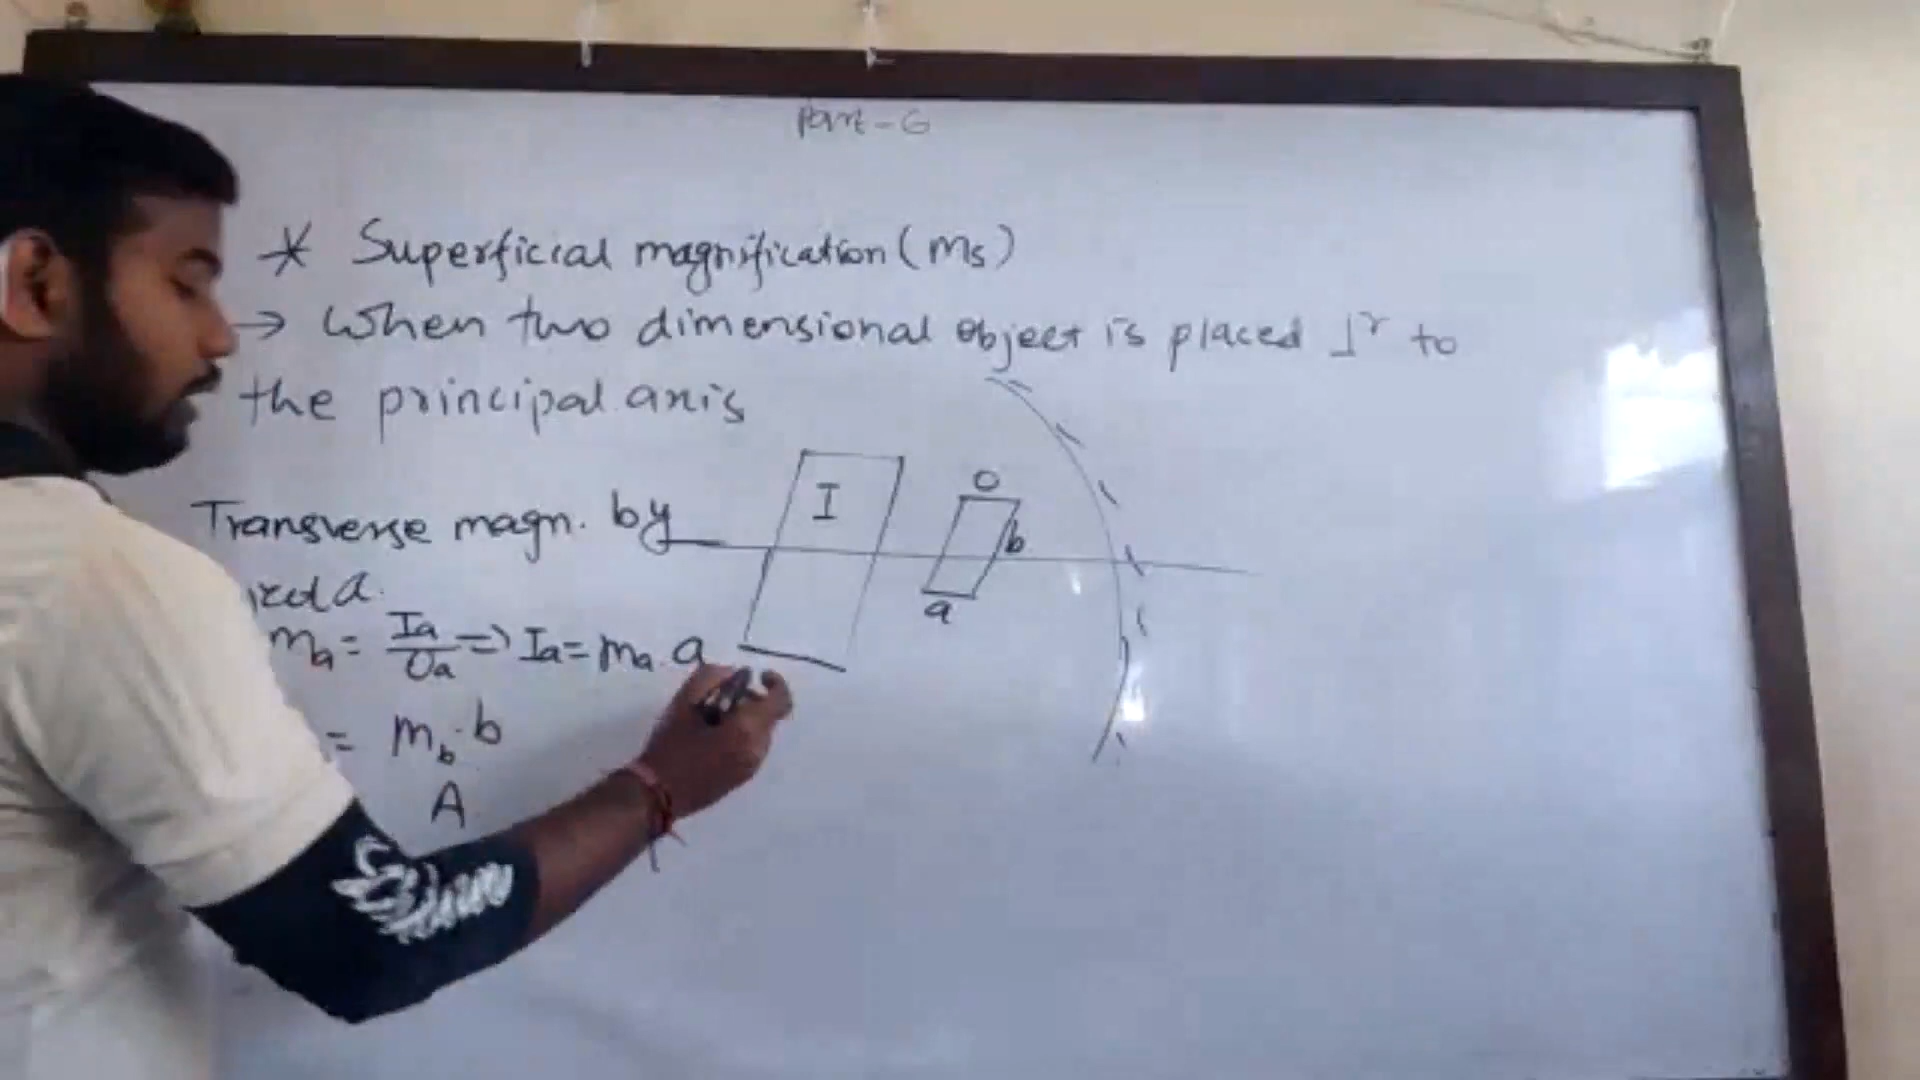 Part-6
* Superficial magnification (ms)
→ When two dimensional object is placed ⊥r to
the principal axis
Transverse magn. by
I
O
b
a
a.
ma = Ia/Oa => Ia = ma.a
= mb.b
A